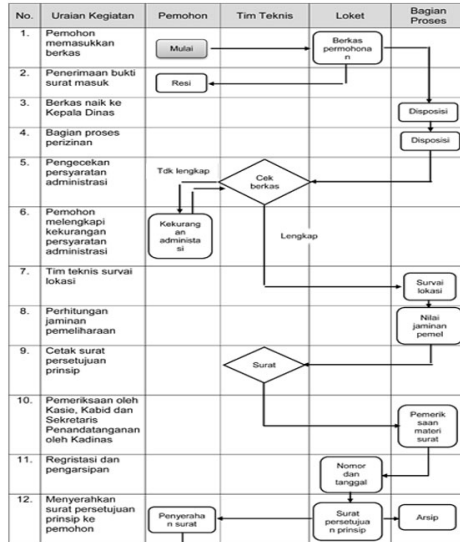 No. Uraian Kegiatan Pemohon Tim Teknis Loket Bagian
Proses
1. Pemohon
memasukkan
berkas
Mulai
Berkas
permohona
n
2. Penerimaan bukti
surat masuk
Resi
3. Berkas naik ke
Kepala Dinas
Disposisi
4. Bagian proses
perizinan
Disposisi
5. Pengecekan
persyaratan
administrasi
Tdk lengkap
Cek
berkas
6. Pemohon
melengkapi
kekurangan
persyaratan
administrasi
Kekurang
an
administa
si
Lengkap
7. Tim teknis survai
lokasi
Survai
lokasi
8. Perhitungan
jaminan
pemeliharaan
Nilai
jaminan
pemel
9. Cetak surat
persetujuan
prinsip
Surat
10. Pemeriksaan oleh
Kasie, Kabid dan
Sekretaris
Penandatanganan
oleh Kadinas
Pemerik
saan
materi
surat
11. Regristasi dan
pengarsipan
Nomor
dan
tanggal
12. Menyerahkan
surat persetujuan
prinsip ke
pemohon
Penyeraha
n surat
Surat
persetujua
n prinsip
Arsip